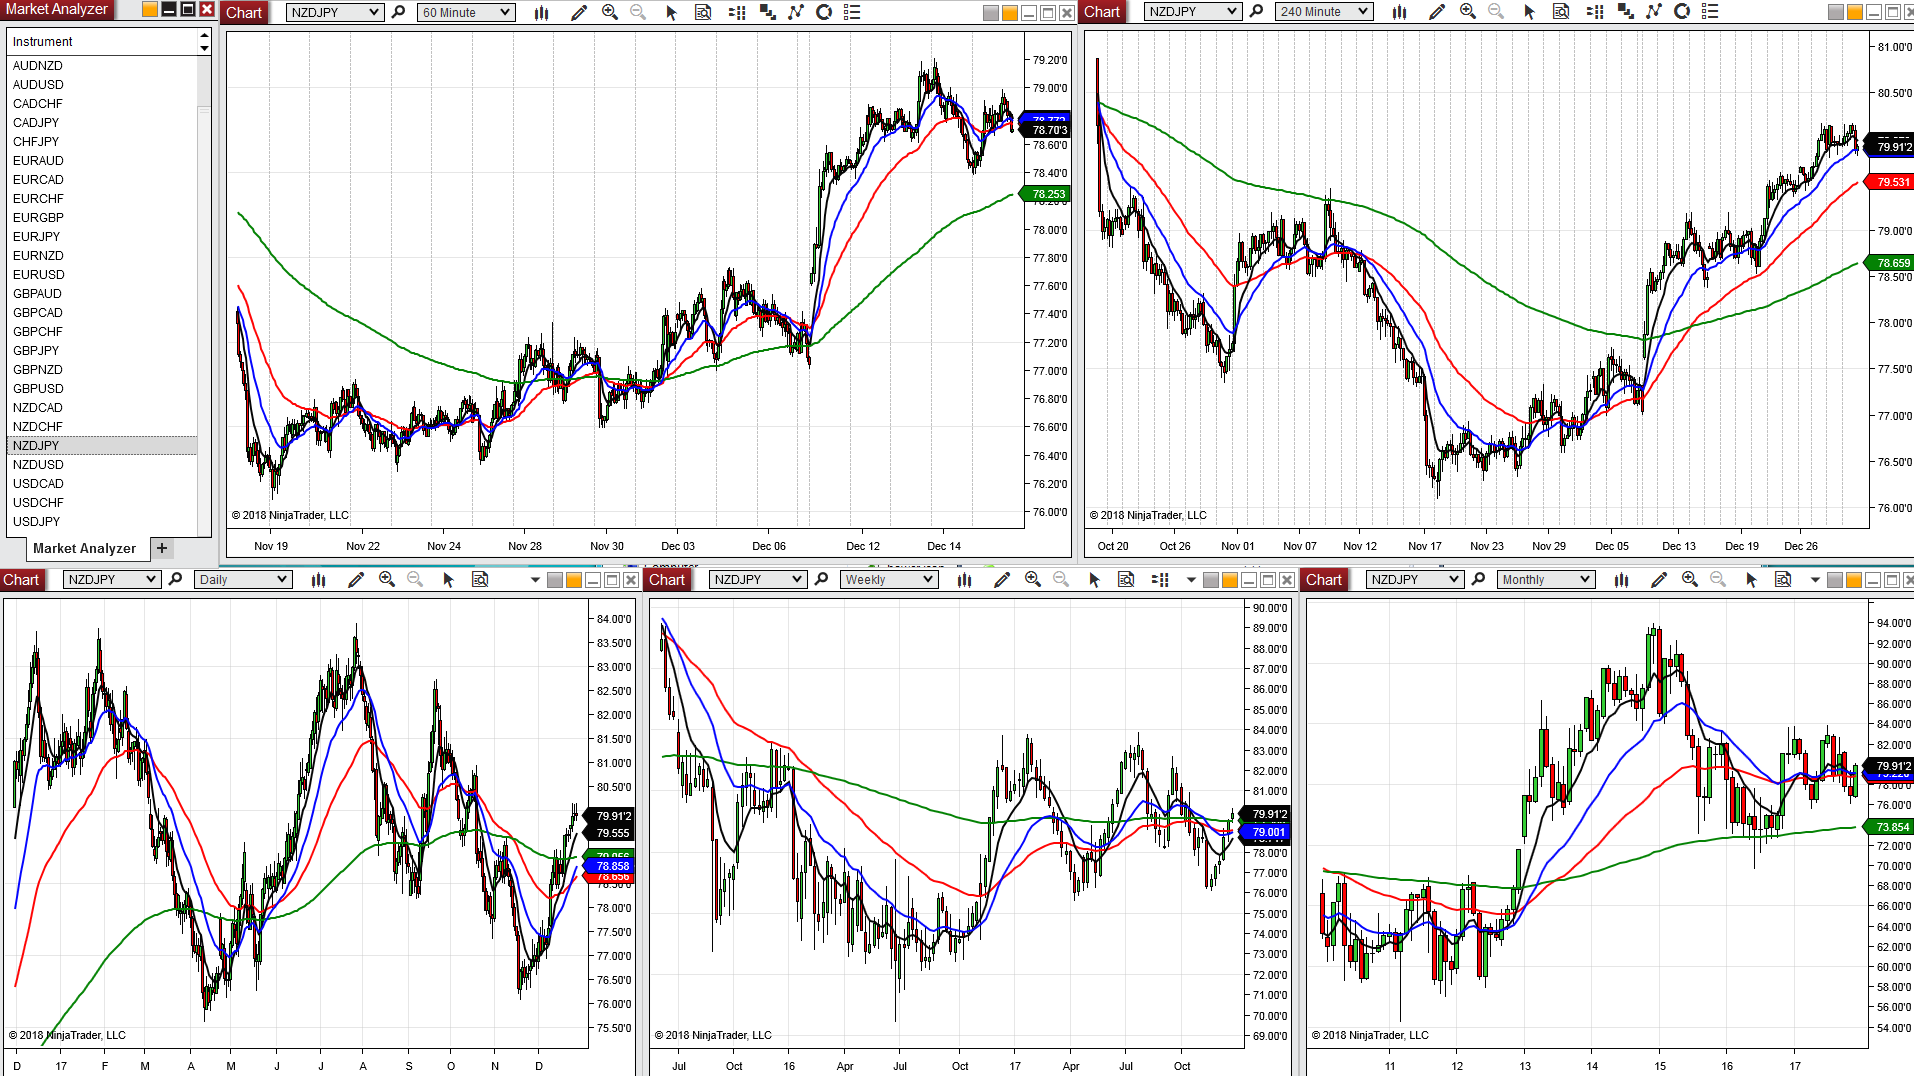 Market Analyzer
Instrument
AUDNZD
AUDUSD
CADCHF
CADJPY
CHFJPY
EURAUD
EURCAD
EURCHF
EURGBP
EURJPY
EURNZD
EURUSD
GBPAUD
GBPCAD
GBPCHF
GBPJPY
GBPNZD
GBPUSD
NZDCAD
NZDCHF
NZDJPY
NZDUSD
USDCAD
USDCHF
USDJPY
Market Analyzer +
Chart NZDJPY 60 Minute
79.20'0
79.00'0
78.70'3
78.60'0
78.40'0
78.253
78.00'0
77.80'0
77.60'0
77.40'0
77.20'0
77.00'0
76.80'0
76.60'0
76.40'0
76.20'0
76.00'0
© 2018 NinjaTrader, LLC
Nov 19 Nov 22 Nov 24 Nov 28 Nov 30 Dec 03 Dec 06 Dec 12 Dec 14
Chart NZDJPY 240 Minute
81.00'0
80.50'0
79.91'2
79.531
79.00'0
78.659
78.50'0
78.00'0
77.50'0
77.00'0
76.50'0
76.00'0
© 2018 NinjaTrader, LLC
Oct 20 Oct 26 Nov 01 Nov 07 Nov 12 Nov 17 Nov 23 Nov 29 Dec 05 Dec 13 Dec 19 Dec 26
Chart NZDJPY Daily
84.00'0
83.50'0
83.00'0
82.50'0
82.00'0
81.50'0
81.00'0
80.50'0
79.91'2
79.555
78.858
78.656
78.00'0
77.50'0
77.00'0
76.50'0
76.00'0
75.50'0
© 2018 NinjaTrader, LLC
D 17 F M A M J J A S O N D
Chart NZDJPY Weekly
90.00'0
89.00'0
88.00'0
87.00'0
86.00'0
85.00'0
84.00'0
83.00'0
82.00'0
81.00'0
79.91'2
79.001
78.00'0
77.00'0
76.00'0
75.00'0
74.00'0
73.00'0
72.00'0
71.00'0
70.00'0
69.00'0
© 2018 NinjaTrader, LLC
Jul Oct 16 Apr Jul Oct 17 Apr Jul Oct
Chart NZDJPY Monthly
94.00'0
92.00'0
90.00'0
88.00'0
86.00'0
84.00'0
82.00'0
79.91'2
78.00'0
76.00'0
73.854
72.00'0
70.00'0
68.00'0
66.00'0
64.00'0
62.00'0
60.00'0
58.00'0
56.00'0
54.00'0
© 2018 NinjaTrader, LLC
11 12 13 14 15 16 17